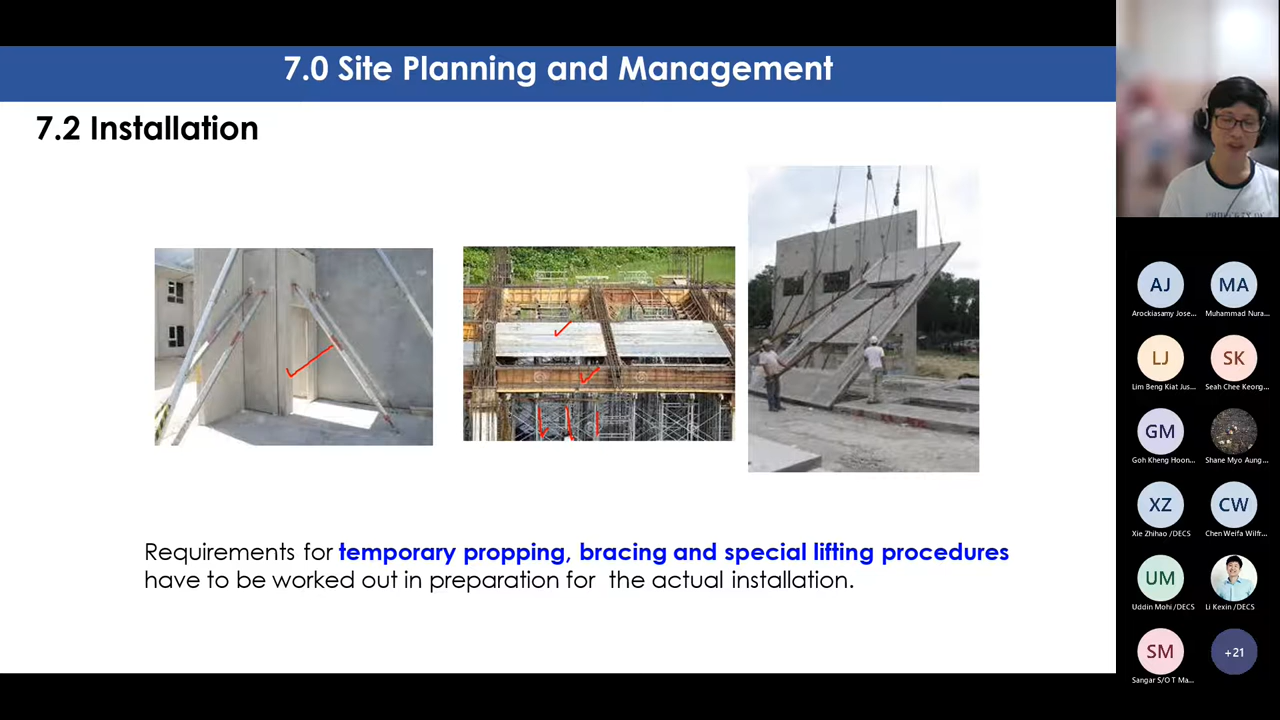 7.0 Site Planning and Management
7.2 Installation
Requirements for temporary propping, bracing and special lifting procedures
have to be worked out in preparation for the actual installation.
AJ
Arockiasamy Jose...
MA
Muhammad Nura...
LJ
Lim Beng Kiat Jus...
SK
Seah Chee Keong...
GM
Goh Kheng Hoon...
Shane Myo Aung...
XZ
Xie Zhihao /DECS
CW
Chen Weifa Wilfr...
UM
Uddin Mohi /DECS
Li Kexin /DECS
SM
Sangar S/O T Ma...
+21